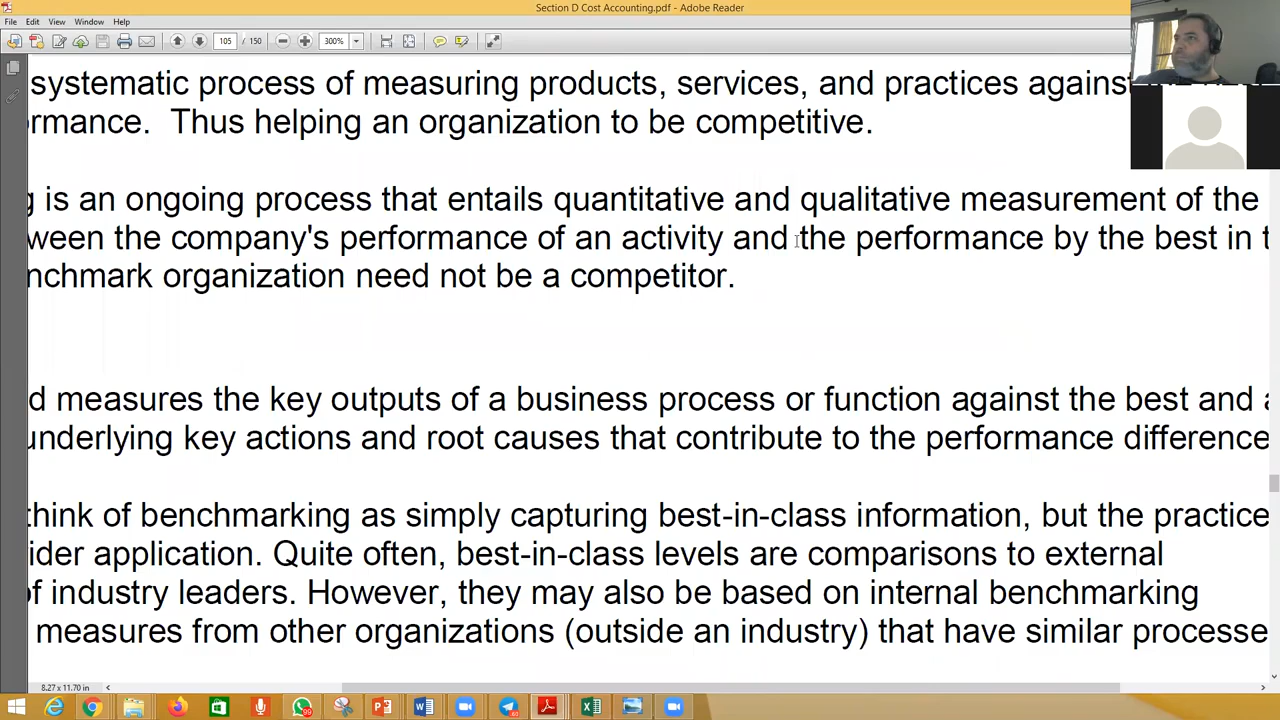 Section D Cost Accounting.pdf - Adobe Reader
File Edit View Window Help
105 / 150 300%
systematic process of measuring products, services, and practices against
ormance. Thus helping an organization to be competitive.
g is an ongoing process that entails quantitative and qualitative measurement of the
ween the company's performance of an activity and the performance by the best in t
nchmark organization need not be a competitor.
d measures the key outputs of a business process or function against the best and a
underlying key actions and root causes that contribute to the performance difference
think of benchmarking as simply capturing best-in-class information, but the practice
ider application. Quite often, best-in-class levels are comparisons to external
of industry leaders. However, they may also be based on internal benchmarking
measures from other organizations (outside an industry) that have similar processe
8.27 x 11.70 in